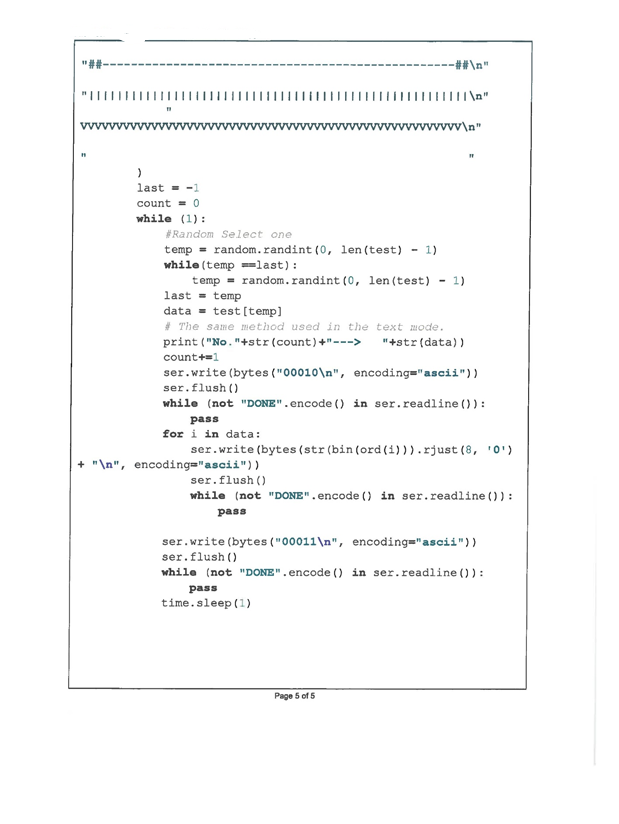 "##--------------------------------------------------##\n"
"||||||||||||||||||||||||||||||||||||||||||||||||||||||\n"
"
VVVVVVVVVVVVVVVVVVVVVVVVVVVVVVVVVVVVVVVVVVVVVVVVVVVVVV\n"
" "
)
last = -1
count = 0
while (1):
#Random Select one
temp = random.randint(0, len(test) - 1)
while(temp ==last):
temp = random.randint(0, len(test) - 1)
last = temp
data = test[temp]
# The same method used in the text mode.
print("No."+str(count)+"---> "+str(data))
count+=1
ser.write(bytes("00010\n", encoding="ascii"))
ser.flush()
while (not "DONE".encode() in ser.readline()):
pass
for i in data:
ser.write(bytes(str(bin(ord(i))).rjust(8, '0')
+ "\n", encoding="ascii"))
ser.flush()
while (not "DONE".encode() in ser.readline()):
pass
ser.write(bytes("00011\n", encoding="ascii"))
ser.flush()
while (not "DONE".encode() in ser.readline()):
pass
time.sleep(1)
Page 5 of 5